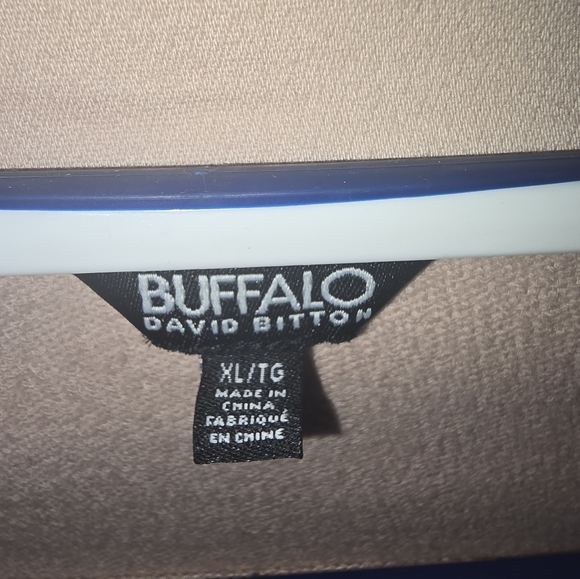 BUFFALO
DAVID BITTON
XL/TG
MADE IN
CHINA
FABRIQUÉ
EN CHINE